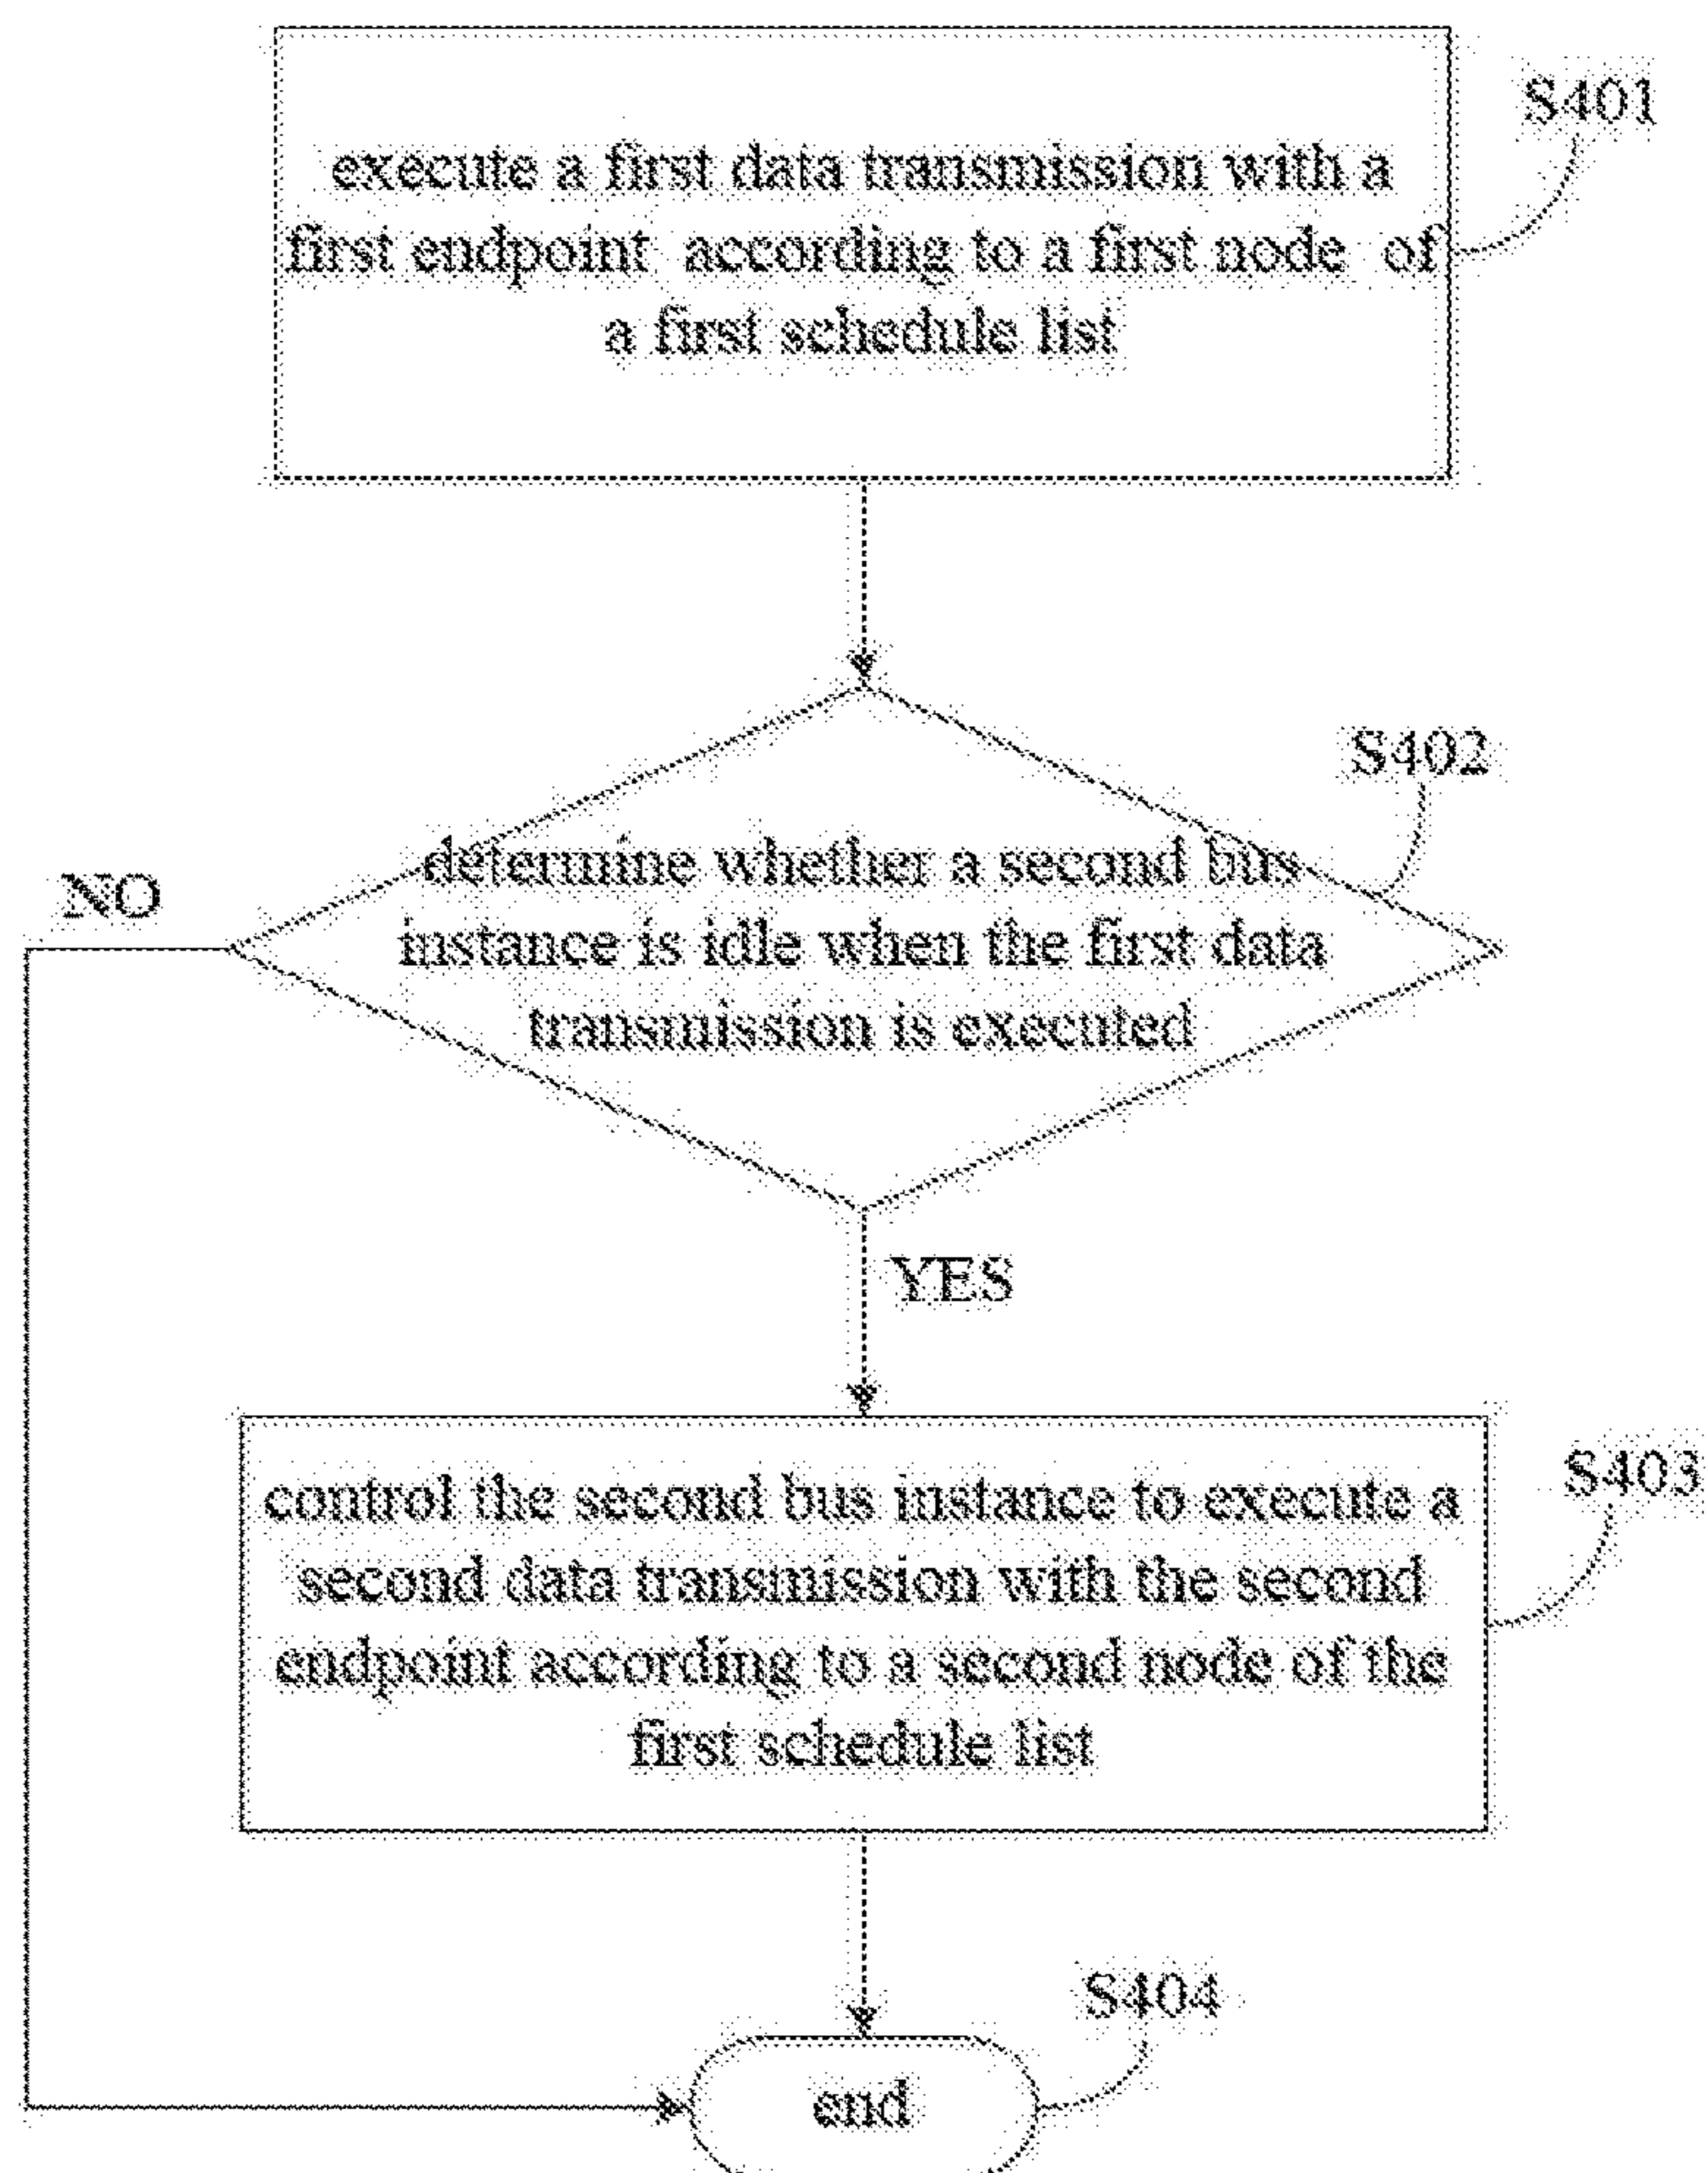 S401
execute a first data transmission with a
first endpoint according to a first node of
a first schedule list
S402
determine whether a second bus
instance is idle when the first data
transmission is executed
NO
YES
S403
control the second bus instance to execute a
second data transmission with the second
endpoint according to a second node of the
first schedule list
S404
end